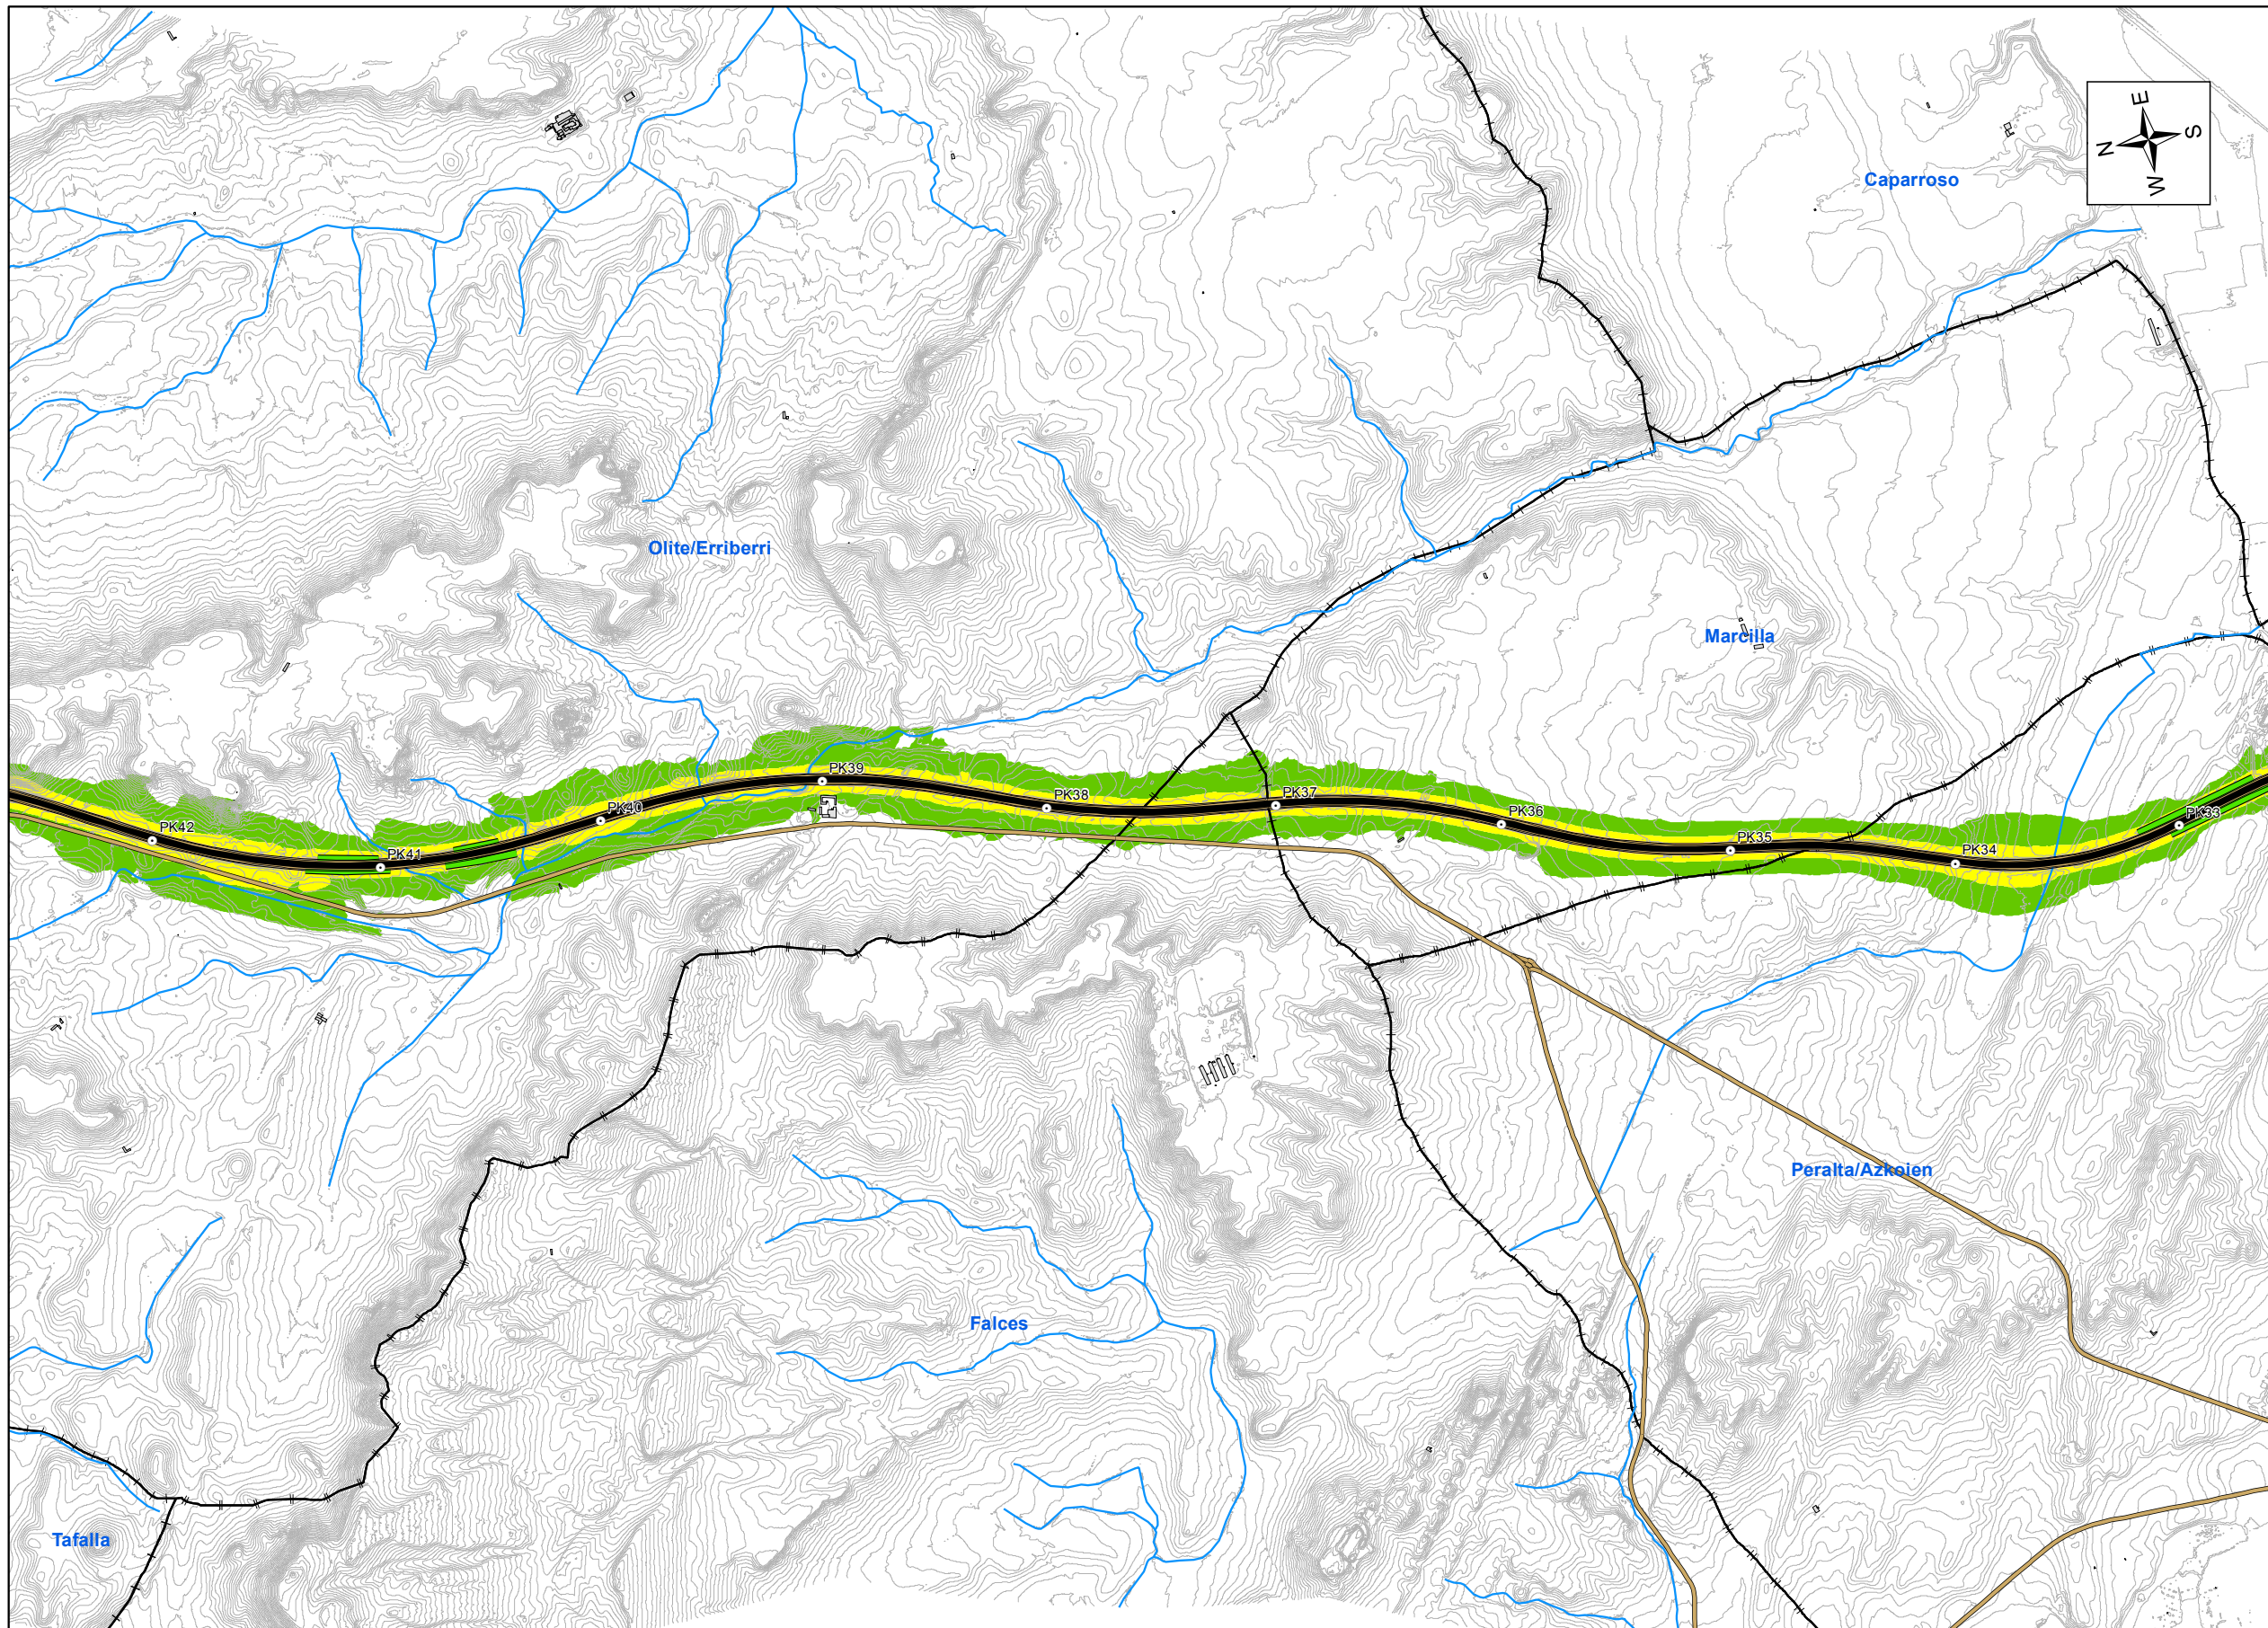 E
N
S
W
Caparroso
Olite/Erriberri
Marcilla
PK39
PK38
PK37
PK40
PK36
PK33
PK42
PK35
PK41
PK34
Peralta/Azkoien
Falces
Tafalla